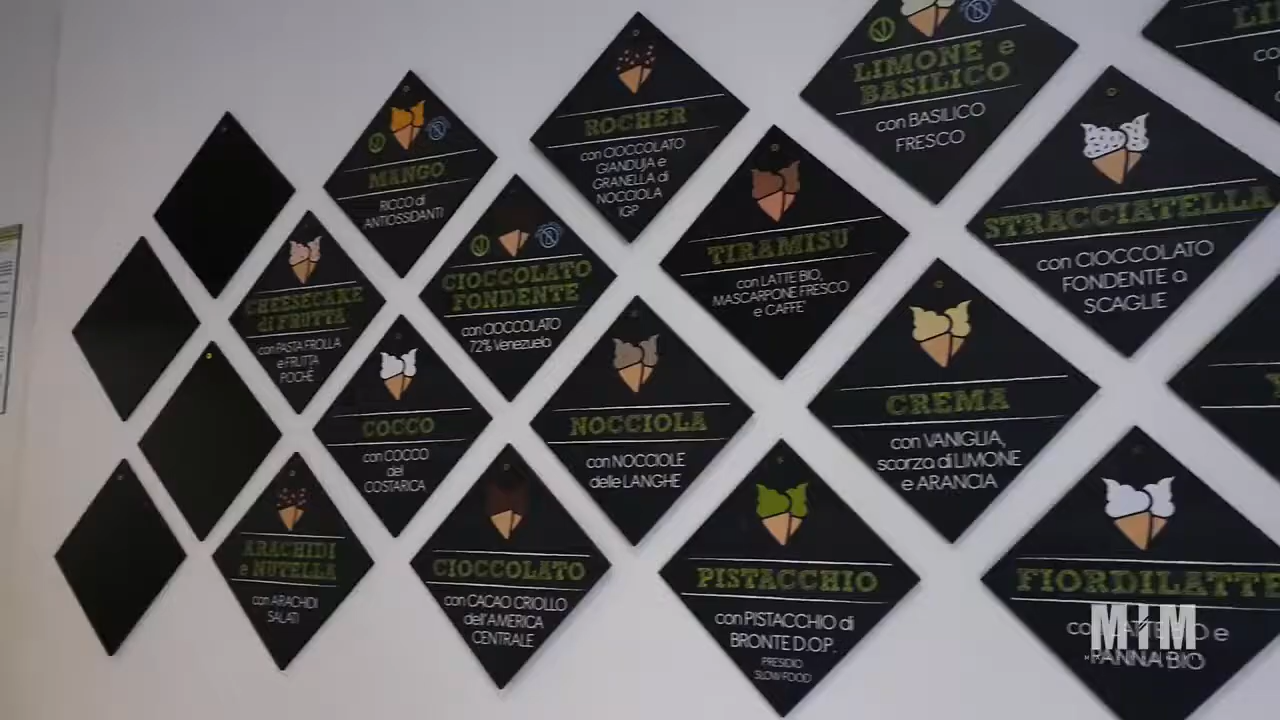 MANGO
RICCO di
ANTIOSSIDANTI
ROCHER
con CIOCCOLATO
GIANDUJA e
GRANELLA di
NOCCIOLA
IGP
LIMONE e
BASILICO
con BASILICO
FRESCO
CHEESECAKE
di FRUTTA
con PASTA FROLLA
e FRUTTA
POCHÉ
CIOCCOLATO
FONDENTE
con CIOCCOLATO
72% Venezuela
TIRAMISU'
con LATTE BIO,
MASCARPONE FRESCO
e CAFFE'
STRACCIATELLA
con CIOCCOLATO
FONDENTE a
SCAGLIE
COCCO
con COCCO
del
COSTARICA
NOCCIOLA
con NOCCIOLE
delle LANGHE
CREMA
con VANIGLIA,
scorza di LIMONE
e ARANCIA
ARACHIDI
e NUTELLA
con ARACHIDI
SALATI
CIOCCOLATO
con CACAO CRIOLLO
dell'AMERICA
CENTRALE
PISTACCHIO
con PISTACCHIO di
BRONTE D.O.P.
PRESIDIO
SLOW FOOD
FIORDILATTE
e
PANNA BIO
MIM